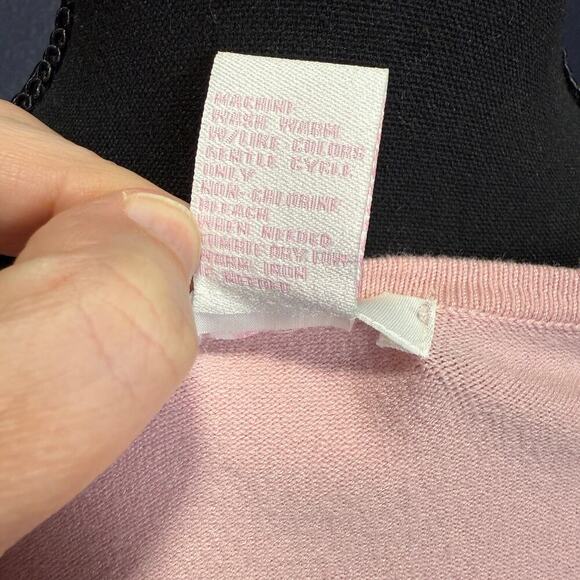 MACHINE
WASH WARM
W/LIKE COLORS
GENTLE CYCLE
ONLY
NON-CHLORINE
BLEACH
WHEN NEEDED
TUMBLE DRY LOW
WARM IRON
IF NEEDED